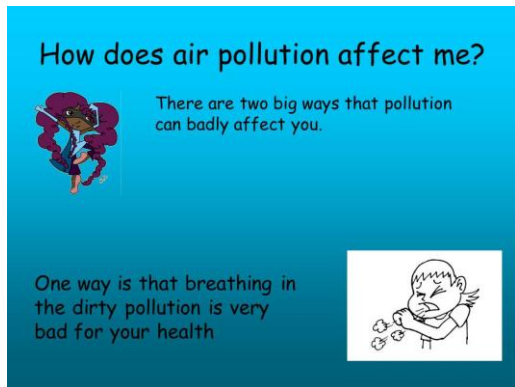 How does air pollution affect me?
There are two big ways that pollution
can badly affect you.
One way is that breathing in
the dirty pollution is very
bad for your health